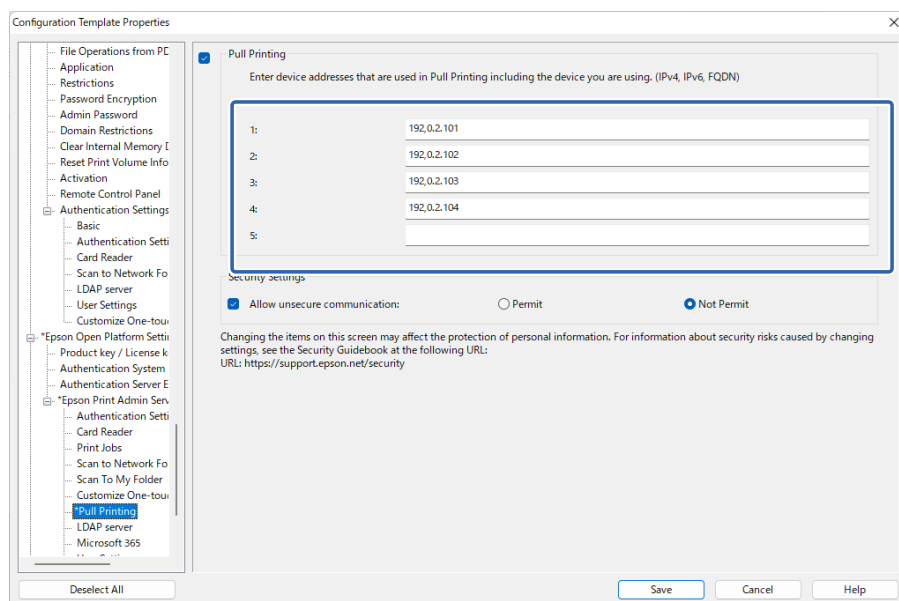 Configuration Template Properties
File Operations from PD
Application
Restrictions
Password Encryption
Admin Password
Domain Restrictions
Clear Internal Memory D
Reset Print Volume Info
Activation
Remote Control Panel
Authentication Settings
Basic
Authentication Setti
Card Reader
Scan to Network Fo
LDAP server
User Settings
Customize One-tou
*Epson Open Platform Settin
Product key / License k
Authentication System
Authentication Server E
*Epson Print Admin Serv
Authentication Setti
Card Reader
Print Jobs
Scan to Network Fo
Scan To My Folder
Customize One-tou
*Pull Printing
LDAP server
Microsoft 365
Deselect All
Pull Printing
Enter device addresses that are used in Pull Printing including the device you are using. (IPv4, IPv6, FQDN)
1: 192,0.2.101
2: 192,0.2.102
3: 192,0.2.103
4: 192,0.2.104
5:
Security Settings
Allow unsecure communication: Permit Not Permit
Changing the items on this screen may affect the protection of personal information. For information about security risks caused by changing
settings, see the Security Guidebook at the following URL:
URL: https://support.epson.net/security
Save Cancel Help